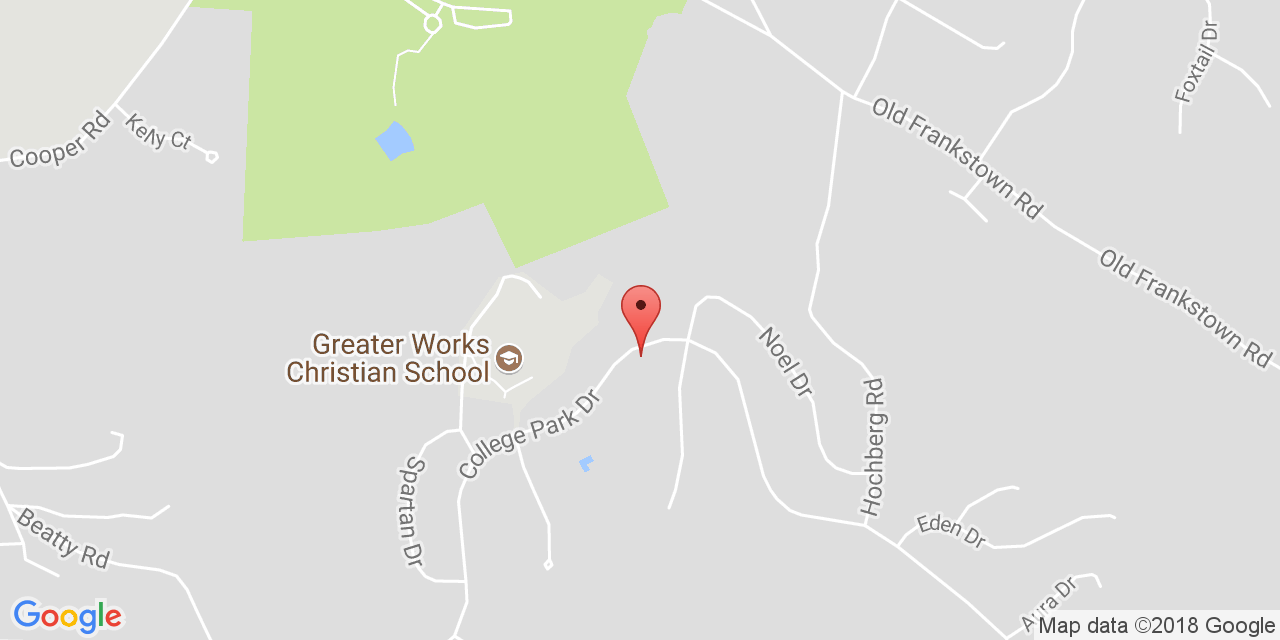 Foxtail Dr
Cooper Rd
Kelly Ct
Old Frankstown Rd
Old Frankstown Rd
Greater Works
Christian School
Noel Dr
College Park Dr
Hochberg Rd
Spartan Dr
Beatty Rd
Eden Dr
Aura Dr
Google
Map data ©2018 Google